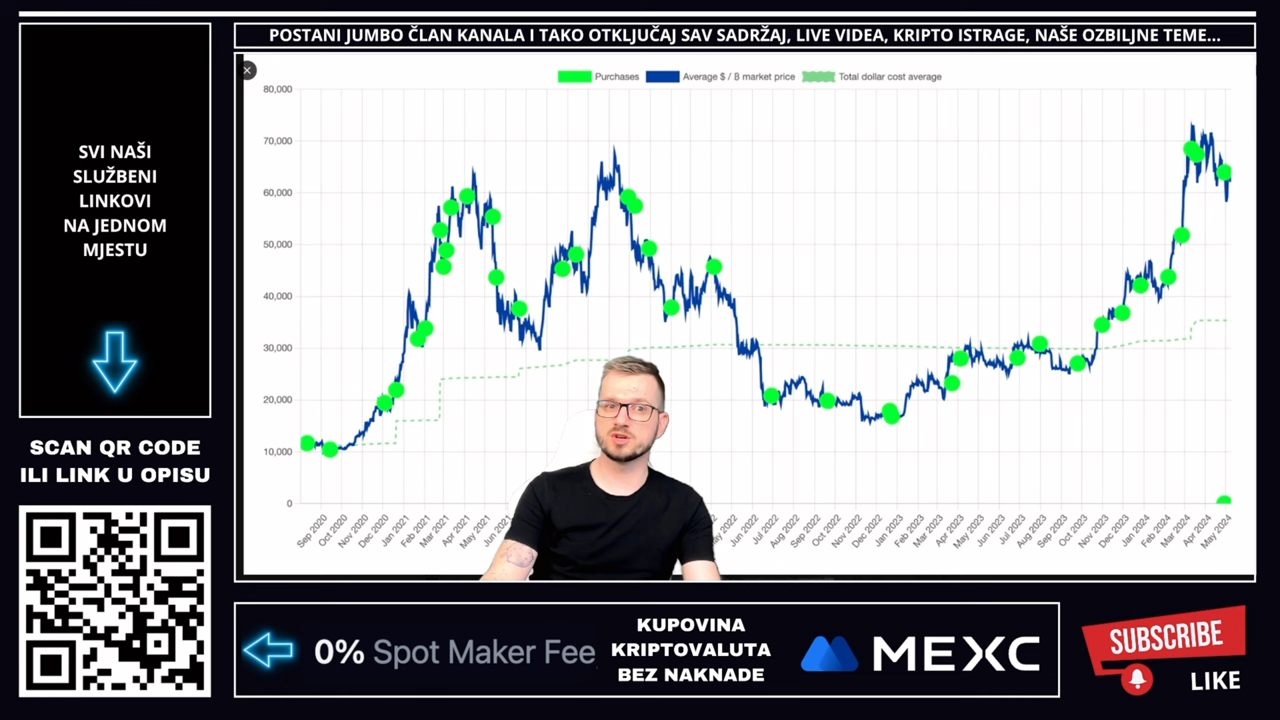 POSTANI JUMBO ČLAN KANALA I TAKO OTKLJUČAJ SAV SADRŽAJ, LIVE VIDEA, KRIPTO ISTRAGE, NAŠE OZBILJNE TEME...
SVI NAŠI
SLUŽBENI
LINKOVI
NA JEDNOM
MJESTU
SCAN QR CODE
ILI LINK U OPISU
Purchases Average $ / B market price Total dollar cost average
80,000
70,000
60,000
50,000
40,000
30,000
20,000
10,000
0
Sep 2020 Oct 2020 Nov 2020 Dec 2020 Jan 2021 Feb 2021 Mar 2021 Apr 2021 May 2021 Jun 2021 2022 Jun 2022 Jul 2022 Aug 2022 Sep 2022 Oct 2022 Nov 2022 Dec 2022 Jan 2023 Feb 2023 Mar 2023 Apr 2023 May 2023 Jun 2023 Jul 2023 Aug 2023 Sep 2023 Oct 2023 Nov 2023 Dec 2023 Jan 2024 Feb 2024 Mar 2024 Apr 2024 May 2024
0% Spot Maker Fee
KUPOVINA
KRIPTOVALUTA
BEZ NAKNADE
MEXC
SUBSCRIBE
LIKE